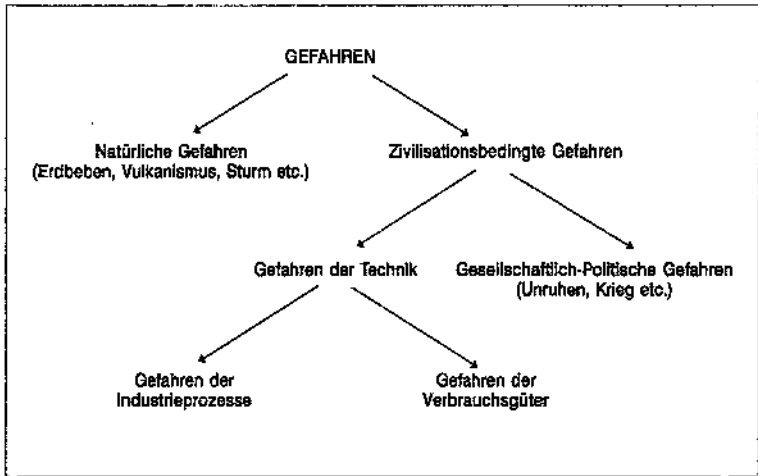 GEFAHREN
Natürliche Gefahren
(Erdbeben, Vulkanismus, Sturm etc.)
Zivilisationsbedingte Gefahren
Gefahren der Technik
Gesellschaftlich-Politische Gefahren
(Unruhen, Krieg etc.)
Gefahren der
Industrieprozesse
Gefahren der
Verbrauchsgüter